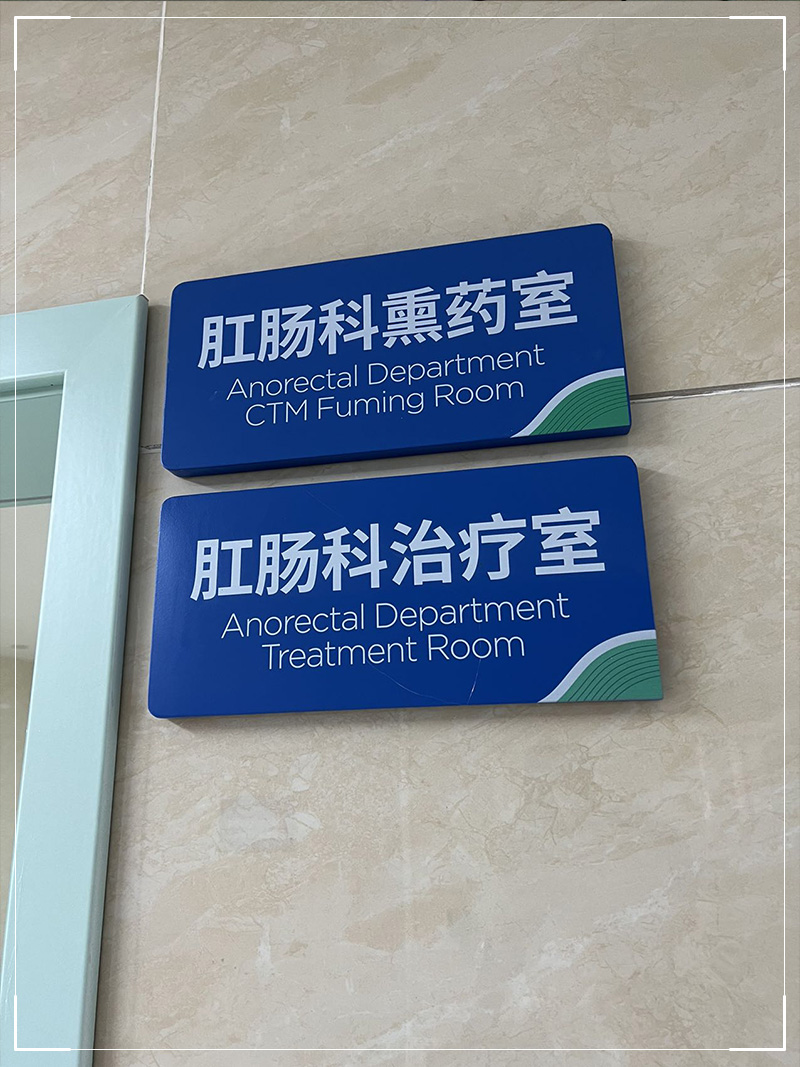 肛肠科熏药室
Anorectal Department
CTM Fuming Room
肛肠科治疗室
Anorectal Department
Treatment Room